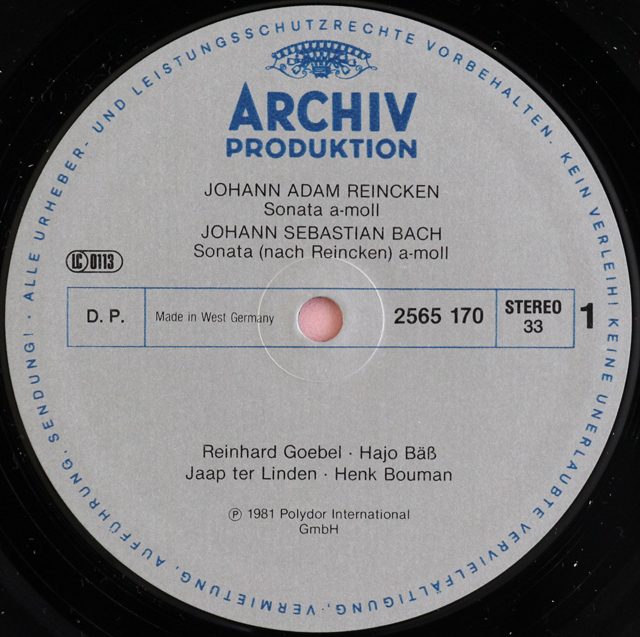 ALLE URHEBER- UND LEISTUNGSSCHUTZRECHTE VORBEHALTEN. KEIN VERLEIH! KEINE UNERLAUBTE VERVIELFÄLTIGUNG, VERMIETUNG, AUFFÜHRUNG, SENDUNG! ·
ARCHIV
PRODUKTION
JOHANN ADAM REINCKEN
Sonata a-moll
JOHANN SEBASTIAN BACH
Sonata (nach Reincken) a-moll
LC 0113
D. P. Made in West Germany 2565 170 STEREO 33 1
Reinhard Goebel · Hajo Bäß
Jaap ter Linden · Henk Bouman
℗ 1981 Polydor International
GmbH